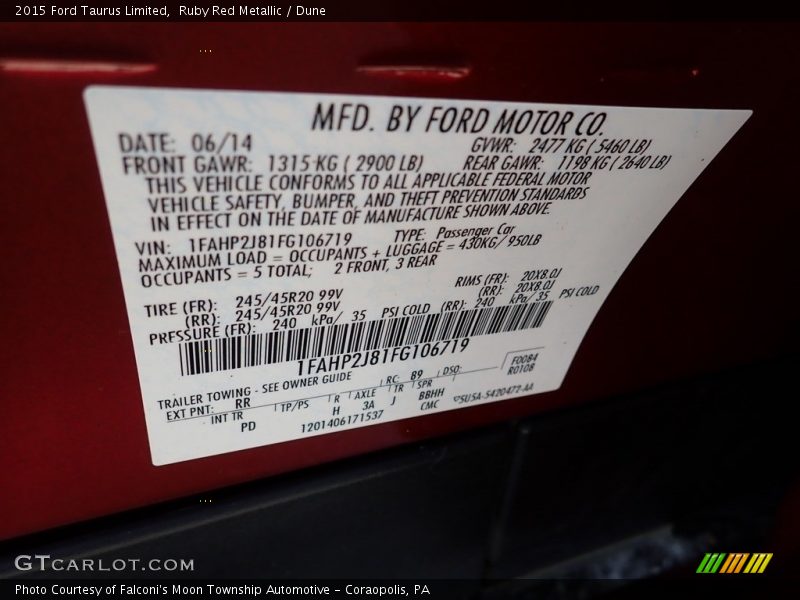 2015 Ford Taurus Limited,  Ruby Red Metallic / Dune
MFD. BY FORD MOTOR CO.
DATE: 06/14 GVWR: 2477 KG ( 5460 LB)
FRONT GAWR: 1315 KG ( 2900 LB) REAR GAWR: 1198 KG ( 2640 LB)
THIS VEHICLE CONFORMS TO ALL APPLICABLE FEDERAL MOTOR
VEHICLE SAFETY, BUMPER, AND THEFT PREVENTION STANDARDS
IN EFFECT ON THE DATE OF MANUFACTURE SHOWN ABOVE.
VIN: 1FAHP2J81FG106719 TYPE: Passenger Car
MAXIMUM LOAD = OCCUPANTS + LUGGAGE = 430KG/ 950LB
OCCUPANTS = 5 TOTAL; 2 FRONT, 3 REAR
TIRE (FR): 245/45R20 99V RIMS (FR): 20X8.0J
(RR): 245/45R20 99V (RR): 20X8.0J
PRESSURE (FR): 240 kPa/ 35 PSI COLD (RR): 240 kPa/ 35 PSI COLD
1FAHP2J81FG106719
TRAILER TOWING - SEE OWNER GUIDE F0084
EXT PNT: RR RC: 89 DSO: R0108
INT TR TP/PS R AXLE TR SPR
PD H 3A J BBHH
1201406171537 CMC 5U5A-5420472-AA
GTCARLOT.COM
Photo Courtesy of Falconi's Moon Township Automotive - Coraopolis, PA